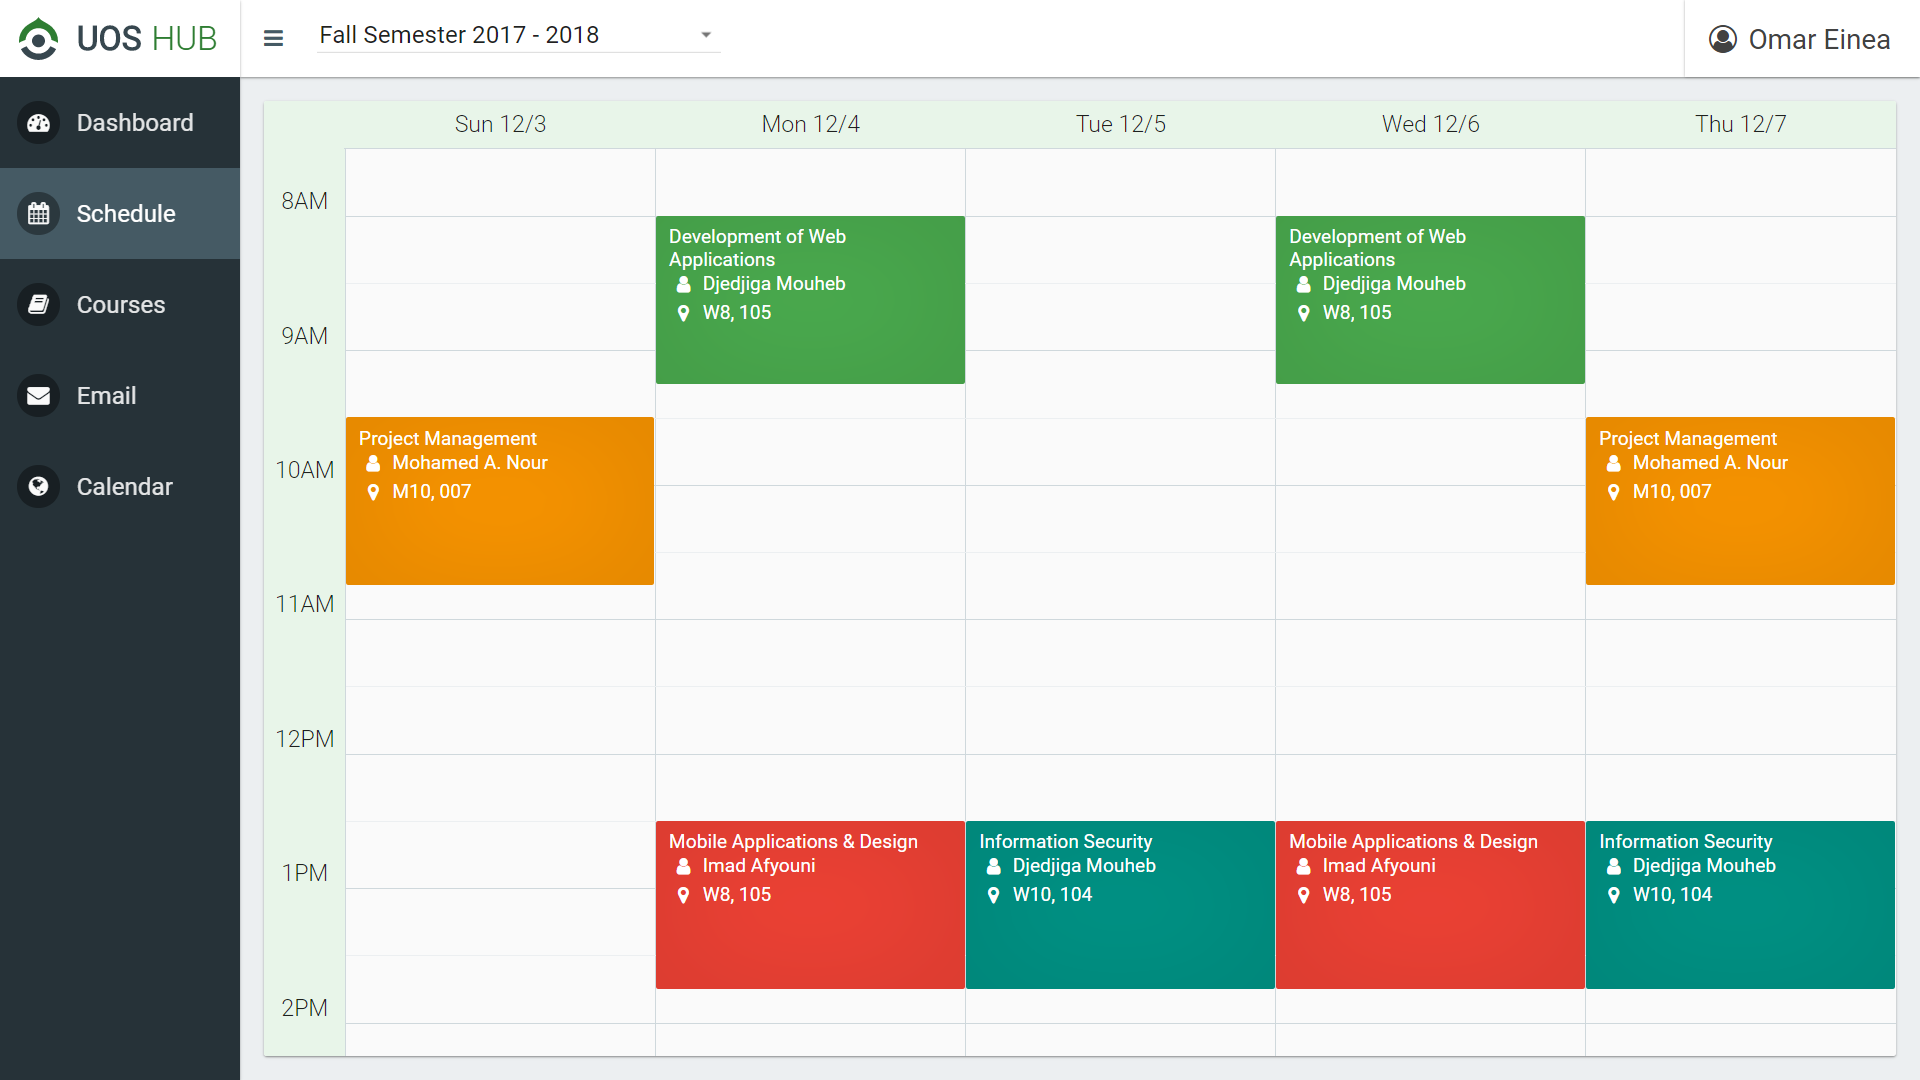 UOS HUB
Fall Semester 2017 - 2018
Omar Einea
Dashboard
Schedule
Courses
Email
Calendar
Sun 12/3
Mon 12/4
Tue 12/5
Wed 12/6
Thu 12/7
8AM
9AM
10AM
11AM
12PM
1PM
2PM
Project Management
Mohamed A. Nour
M10, 007
Development of Web
Applications
Djedjiga Mouheb
W8, 105
Mobile Applications & Design
Imad Afyouni
W8, 105
Information Security
Djedjiga Mouheb
W10, 104
Development of Web
Applications
Djedjiga Mouheb
W8, 105
Mobile Applications & Design
Imad Afyouni
W8, 105
Project Management
Mohamed A. Nour
M10, 007
Information Security
Djedjiga Mouheb
W10, 104